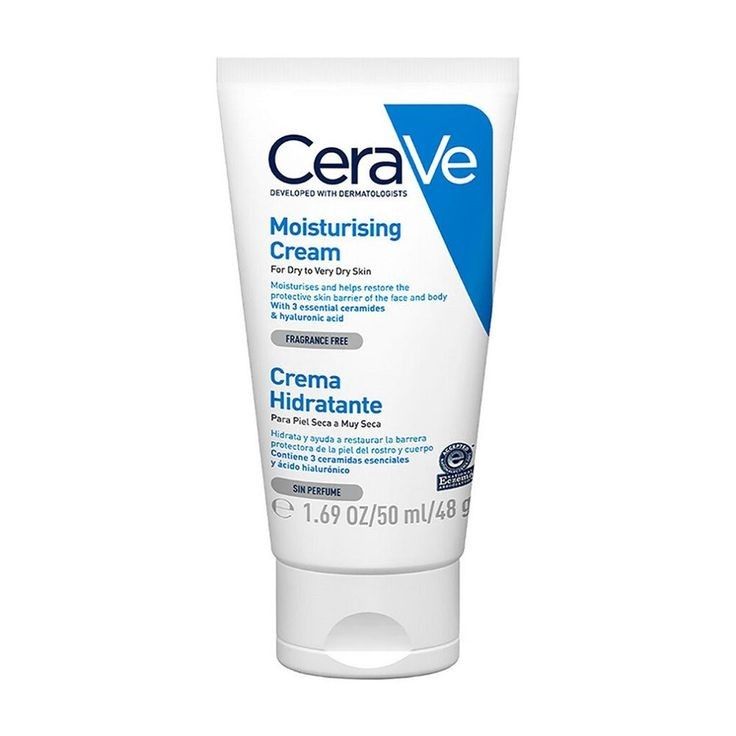 CeraVe
DEVELOPED WITH DERMATOLOGISTS
Moisturising
Cream
For Dry to Very Dry Skin
Moisturises and helps restore the
protective skin barrier of the face and body
With 3 essential ceramides
& hyaluronic acid
FRAGRANCE FREE
Crema
Hidratante
Para Piel Seca a Muy Seca
Hidrata y ayuda a restaurar la barrera
protectora de la piel del rostro y cuerpo
Contiene 3 ceramidas esenciales
y ácido hialurónico
SIN PERFUME
ACCEPTED
NATIONAL
Eczema
℮ 1.69 OZ/50 ml/48 g